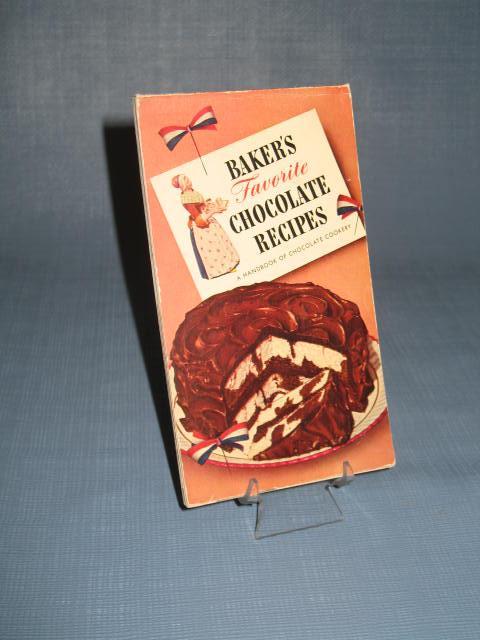 BAKER'S
Favorite
CHOCOLATE
RECIPES
A HANDBOOK OF CHOCOLATE COOKERY